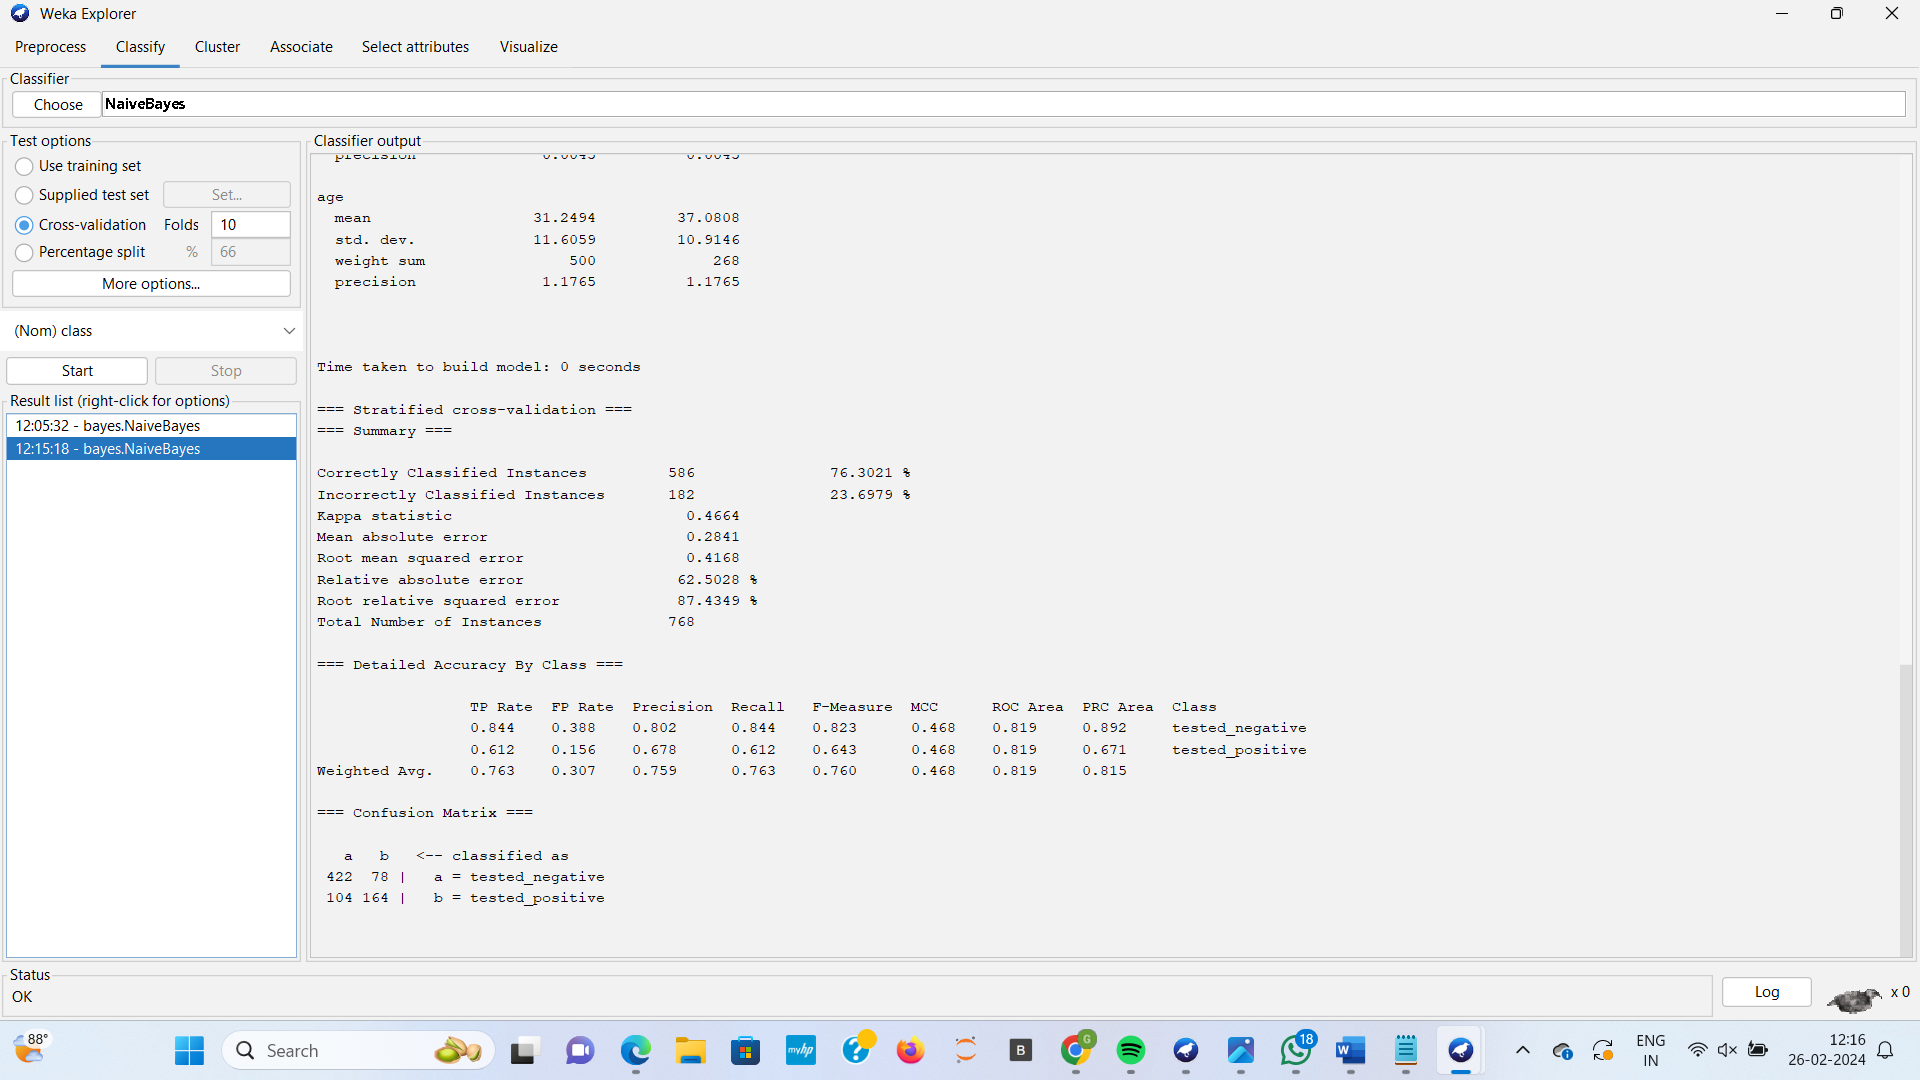 Weka Explorer
Preprocess Classify Cluster Associate Select attributes Visualize
Classifier
Choose NaiveBayes
Test options
Use training set
Supplied test set Set...
Cross-validation Folds 10
Percentage split % 66
More options...
(Nom) class
Start Stop
Result list (right-click for options)
12:05:32 - bayes.NaiveBayes
12:15:18 - bayes.NaiveBayes
Classifier output
precision 0.0045 0.0045
age
mean 31.2494 37.0808
std. dev. 11.6059 10.9146
weight sum 500 268
precision 1.1765 1.1765
Time taken to build model: 0 seconds
=== Stratified cross-validation ===
=== Summary ===
Correctly Classified Instances 586 76.3021 %
Incorrectly Classified Instances 182 23.6979 %
Kappa statistic 0.4664
Mean absolute error 0.2841
Root mean squared error 0.4168
Relative absolute error 62.5028 %
Root relative squared error 87.4349 %
Total Number of Instances 768
=== Detailed Accuracy By Class ===
TP Rate FP Rate Precision Recall F-Measure MCC ROC Area PRC Area Class
0.844 0.388 0.802 0.844 0.823 0.468 0.819 0.892 tested_negative
0.612 0.156 0.678 0.612 0.643 0.468 0.819 0.671 tested_positive
Weighted Avg. 0.763 0.307 0.759 0.763 0.760 0.468 0.819 0.815
=== Confusion Matrix ===
a b <-- classified as
422 78 | a = tested_negative
104 164 | b = tested_positive
Status
OK
Log x 0
88°
Search
myhp
B
G
18
W
ENG
IN
12:16
26-02-2024